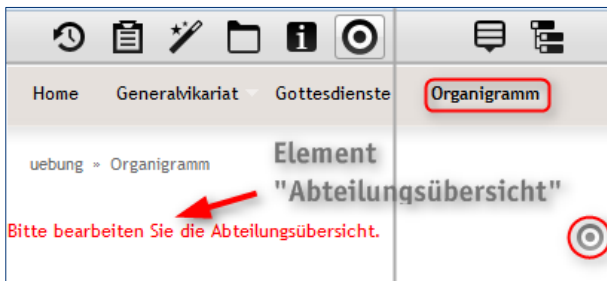 Home Generalvikariat Gottesdienste Organigramm
uebung » Organigramm
Element
"Abteilungsübersicht"
Bitte bearbeiten Sie die Abteilungsübersicht.